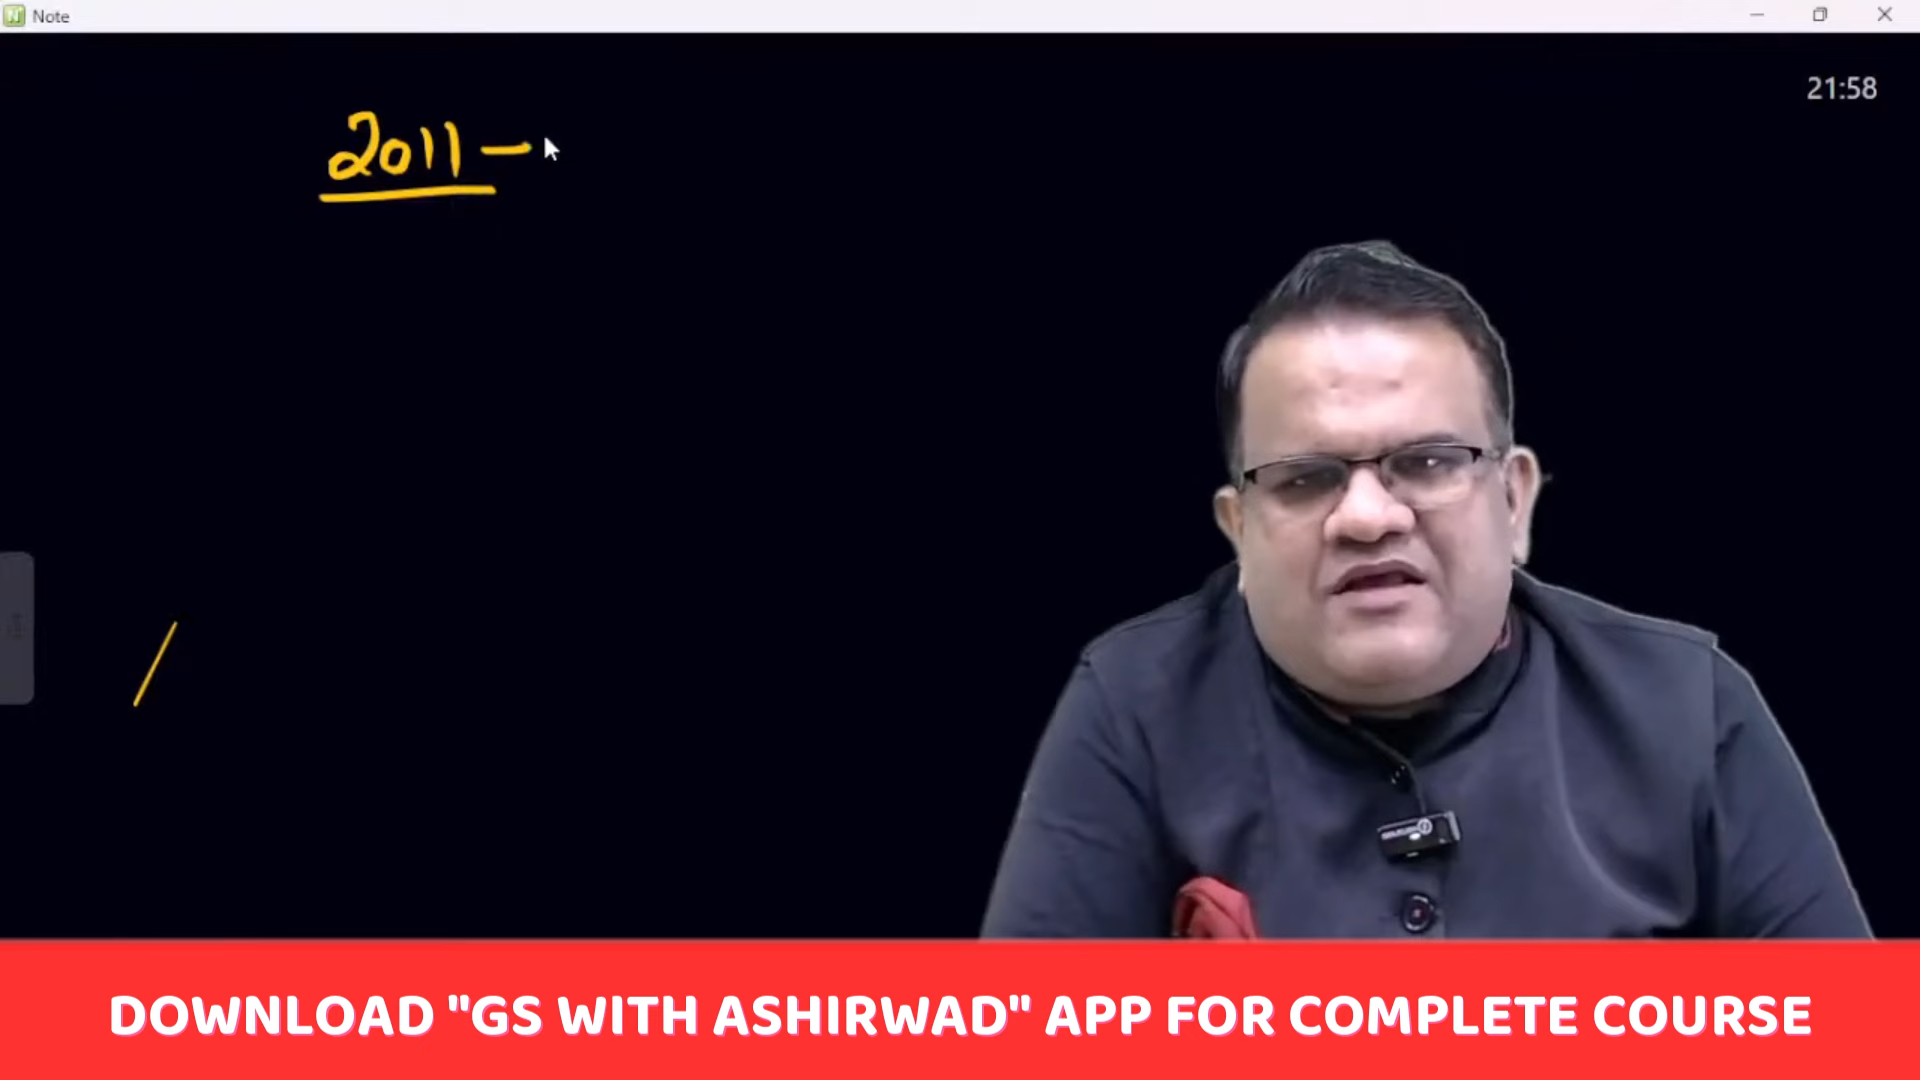 Note
21:58
2011 –
DOWNLOAD "GS WITH ASHIRWAD" APP FOR COMPLETE COURSE